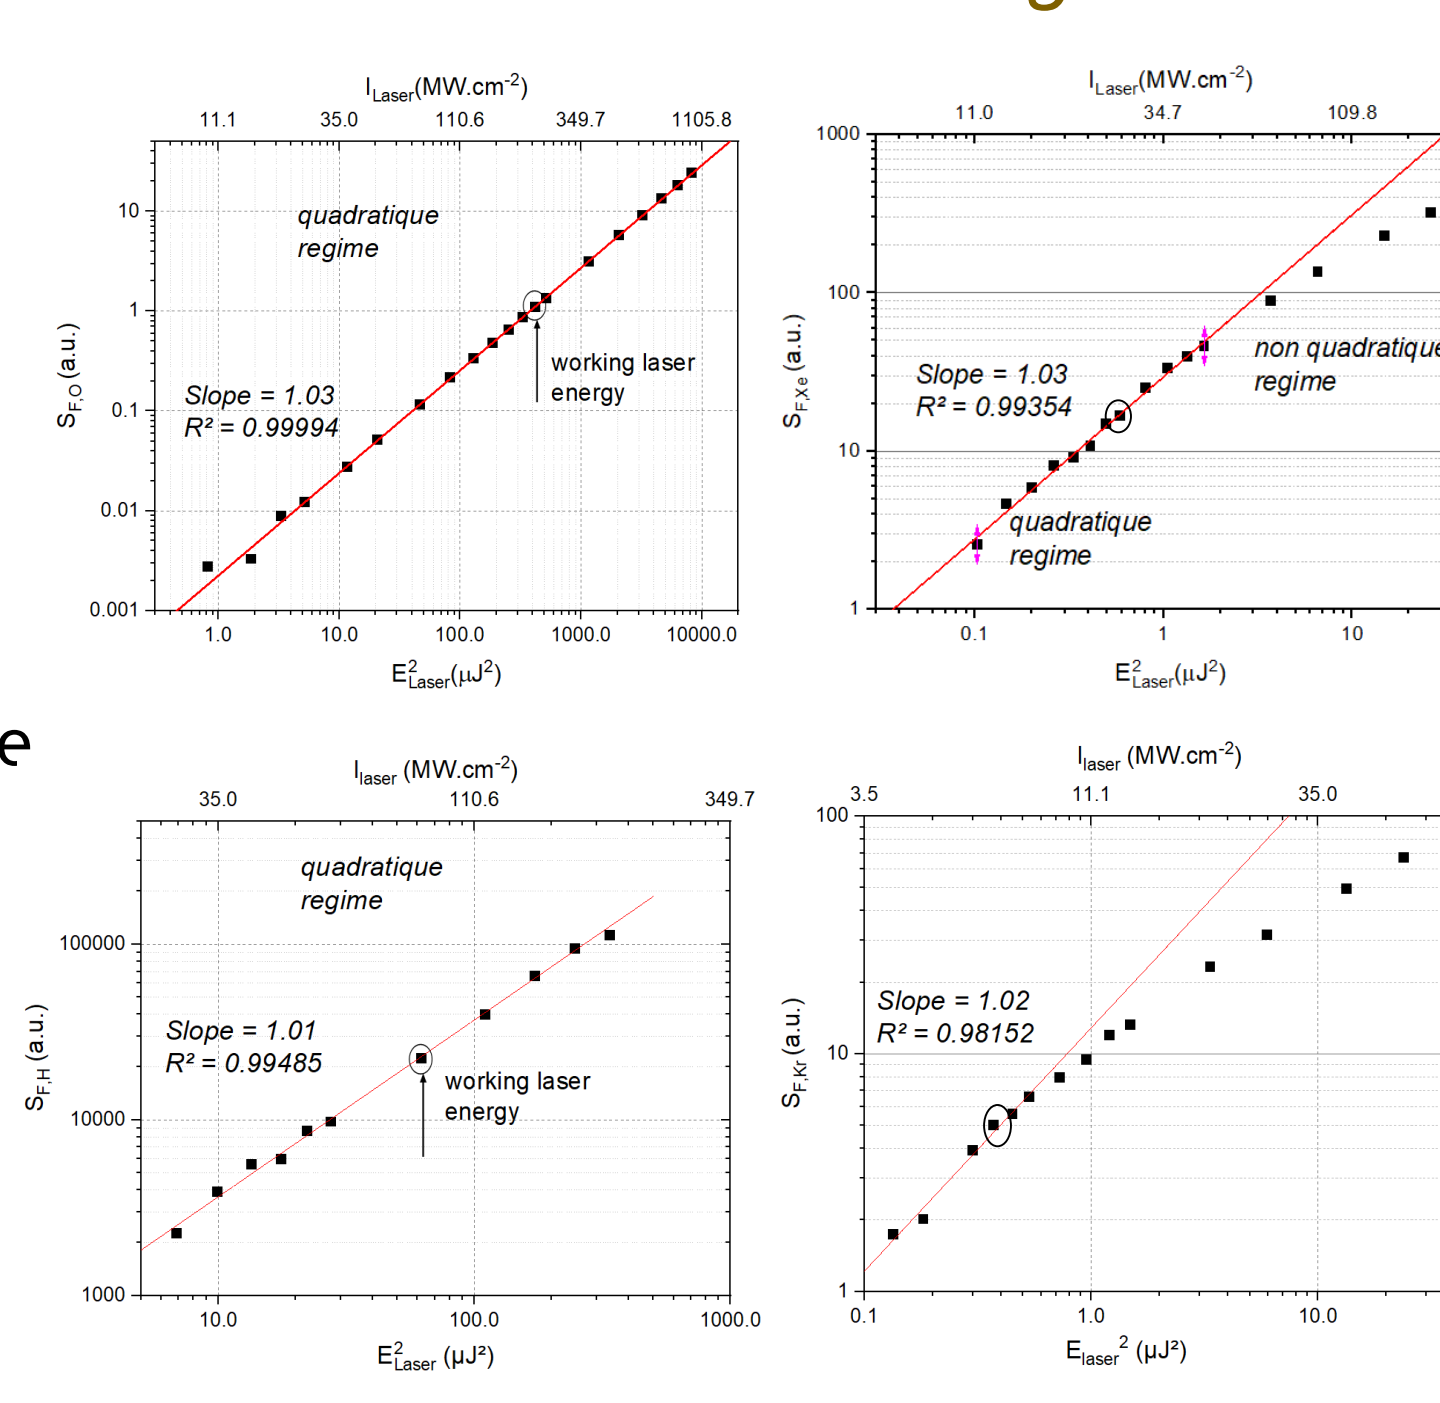 I_Laser(MW.cm^-2)
11.1 35.0 110.6 349.7 1105.8
10
1
0.1
0.01
0.001
S_F,O (a.u.)
quadratique
regime
working laser
energy
Slope = 1.03
R² = 0.99994
1.0 10.0 100.0 1000.0 10000.0
E²_Laser(µJ²)
I_Laser(MW.cm^-2)
11.0 34.7 109.8
1000
100
10
1
S_F,Xe (a.u.)
non quadratique
regime
Slope = 1.03
R² = 0.99354
quadratique
regime
0.1 1 10
E²_Laser(µJ²)
e
I_laser (MW.cm^-2)
35.0 110.6 349.7
100000
10000
1000
S_F,H (a.u.)
quadratique
regime
Slope = 1.01
R² = 0.99485
working laser
energy
10.0 100.0 1000.0
E²_Laser (µJ²)
I_laser (MW.cm^-2)
3.5 11.1 35.0
100
10
1
S_F,Kr (a.u.)
Slope = 1.02
R² = 0.98152
0.1 1.0 10.0
E_laser² (µJ²)